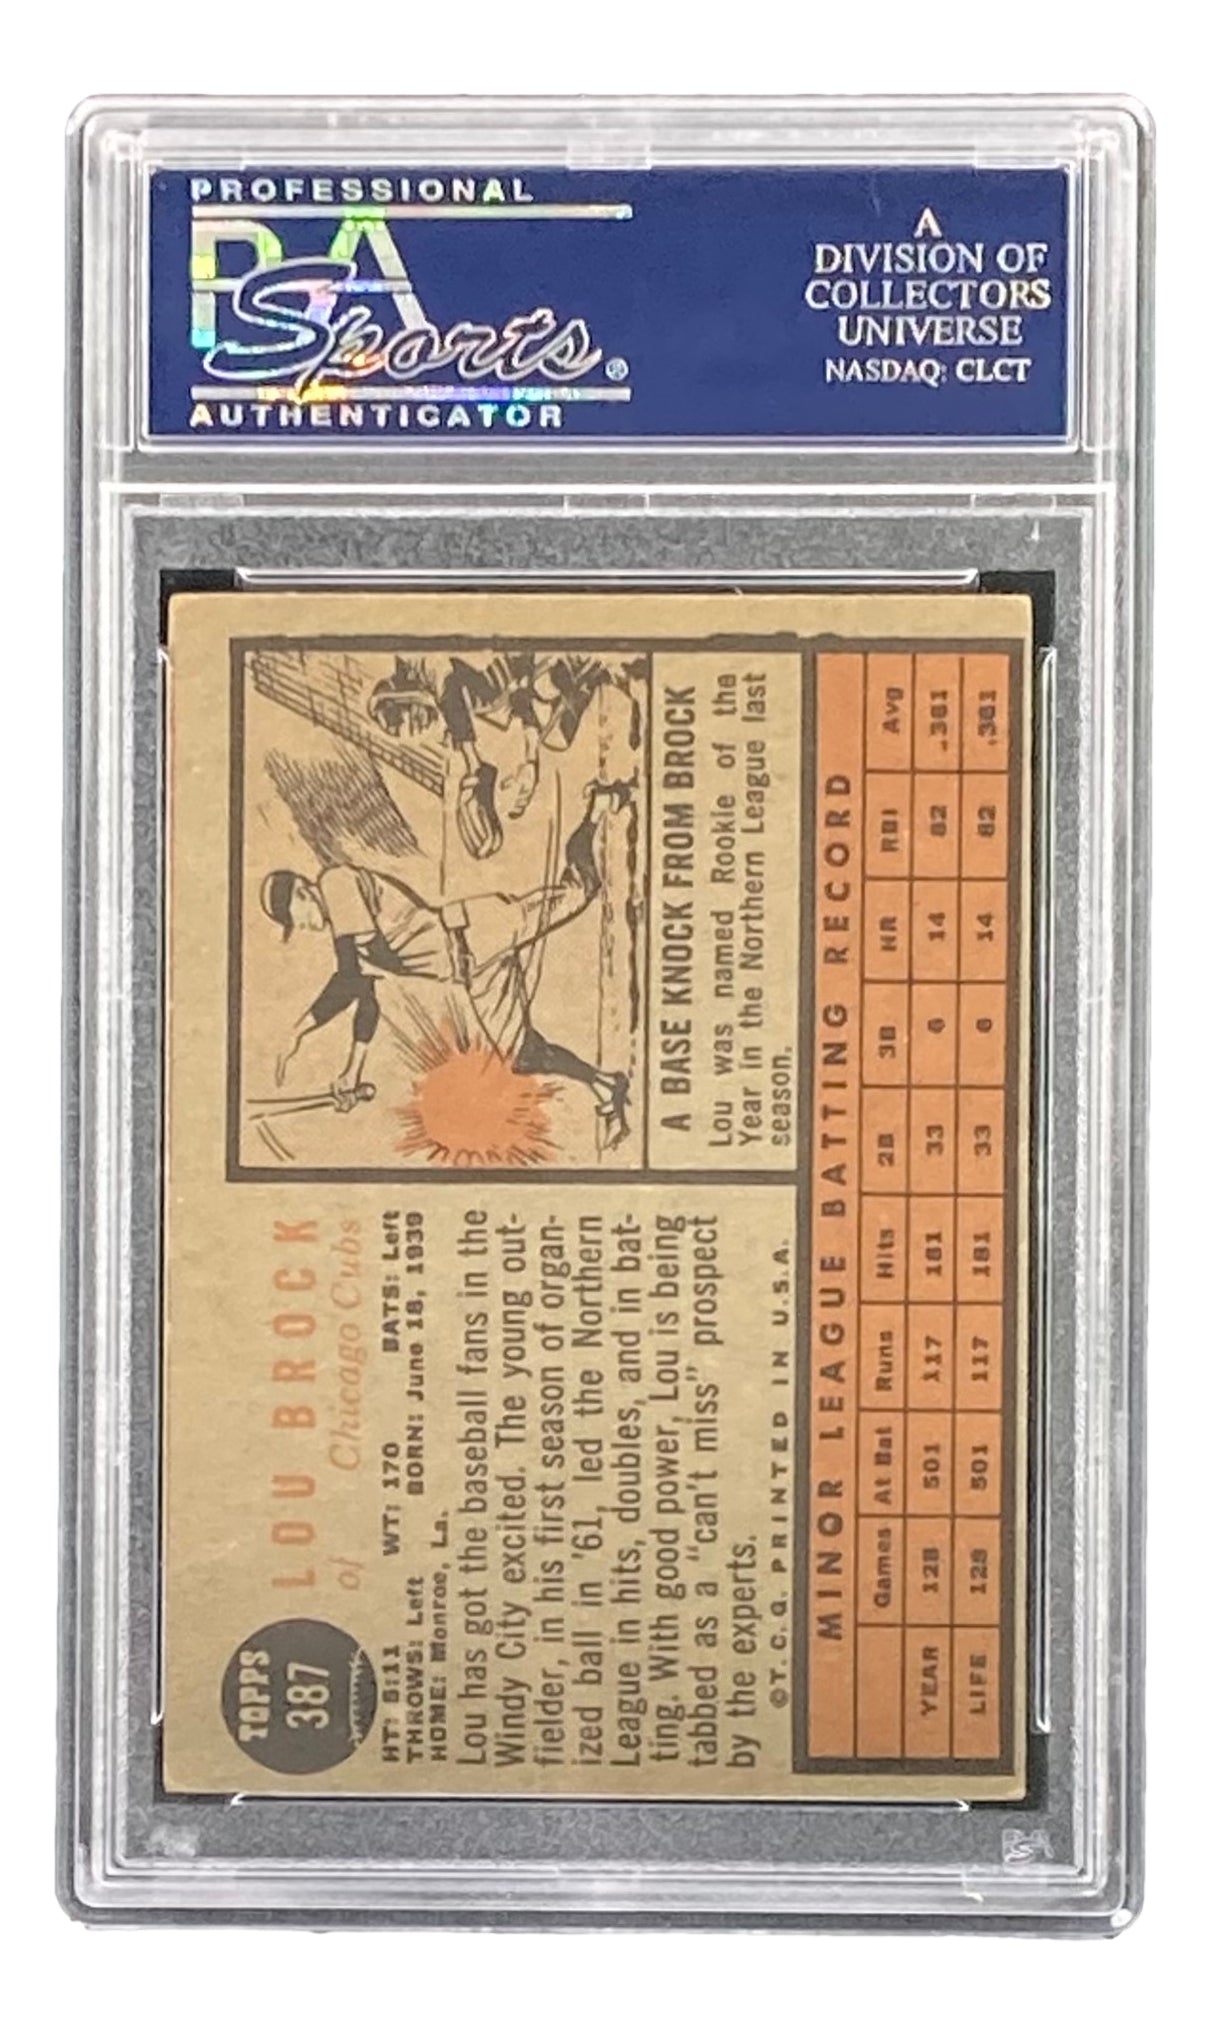 PROFESSIONAL
PSA
Sports®
AUTHENTICATOR
A
DIVISION OF
COLLECTORS
UNIVERSE
NASDAQ: CLCT
TOPPS
387
LOU BROCK
of Chicago Cubs
HT: 5:11 WT: 170 BATS: Left
THROWS: Left BORN: June 18, 1939
HOME: Monroe, La.
Lou has got the baseball fans in the
Windy City excited. The young out-
fielder, in his first season of organ-
ized ball in '61, led the Northern
League in hits, doubles, and in bat-
ting. With good power, Lou is being
tabbed as a "can't miss" prospect
by the experts.
©T. C. G. PRINTED IN U.S.A.
A BASE KNOCK FROM BROCK
Lou was named Rookie of the
Year in the Northern League last
season.
MINOR LEAGUE BATTING RECORD
Games At Bat Runs Hits 2B 3B HR RBI Avg
YEAR 128 501 117 181 33 6 14 82 .361
LIFE 128 501 117 181 33 6 14 82 .361